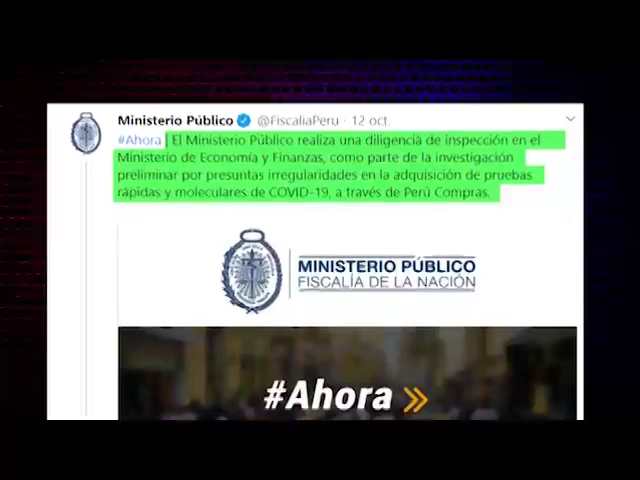 Ministerio Público @FiscaliaPeru · 12 oct.
#Ahora El Ministerio Público realiza una diligencia de inspección en el
Ministerio de Economía y Finanzas, como parte de la investigación
preliminar por presuntas irregularidades en la adquisición de pruebas
rápidas y moleculares de COVID-19, a través de Perú Compras.
MINISTERIO PÚBLICO
FISCALÍA DE LA NACIÓN
#Ahora